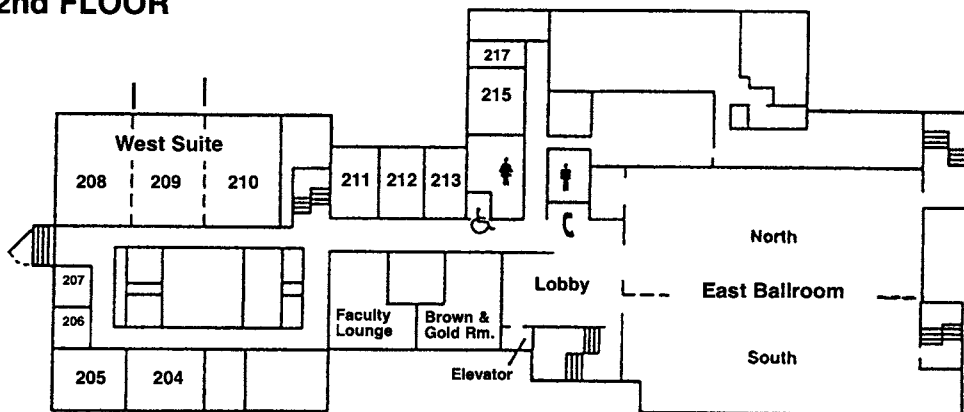 2nd FLOOR
217
215
West Suite
208
209
210
211
212
213
North
207
Lobby
East Ballroom
206
Faculty
Lounge
Brown &
Gold Rm.
South
Elevator
205
204